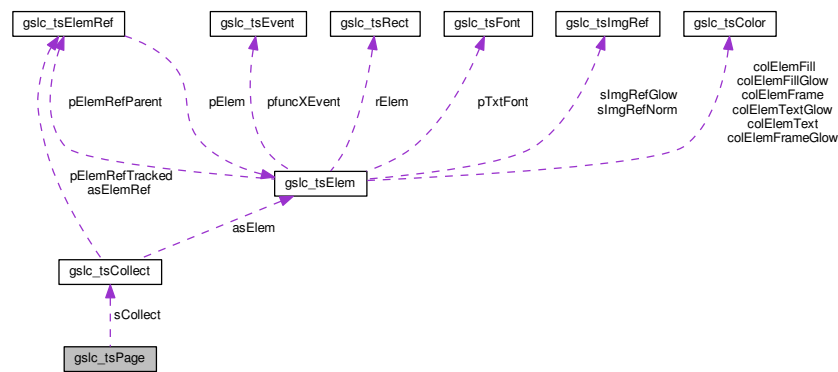 gslc_tsElemRef
gslc_tsEvent
gslc_tsRect
gslc_tsFont
gslc_tsImgRef
gslc_tsColor
pElemRefParent
pElem
pfuncXEvent
rElem
pTxtFont
sImgRefGlow
sImgRefNorm
colElemFill
colElemFillGlow
colElemFrame
colElemTextGlow
colElemText
colElemFrameGlow
pElemRefTracked
asElemRef
gslc_tsElem
asElem
gslc_tsCollect
sCollect
gslc_tsPage